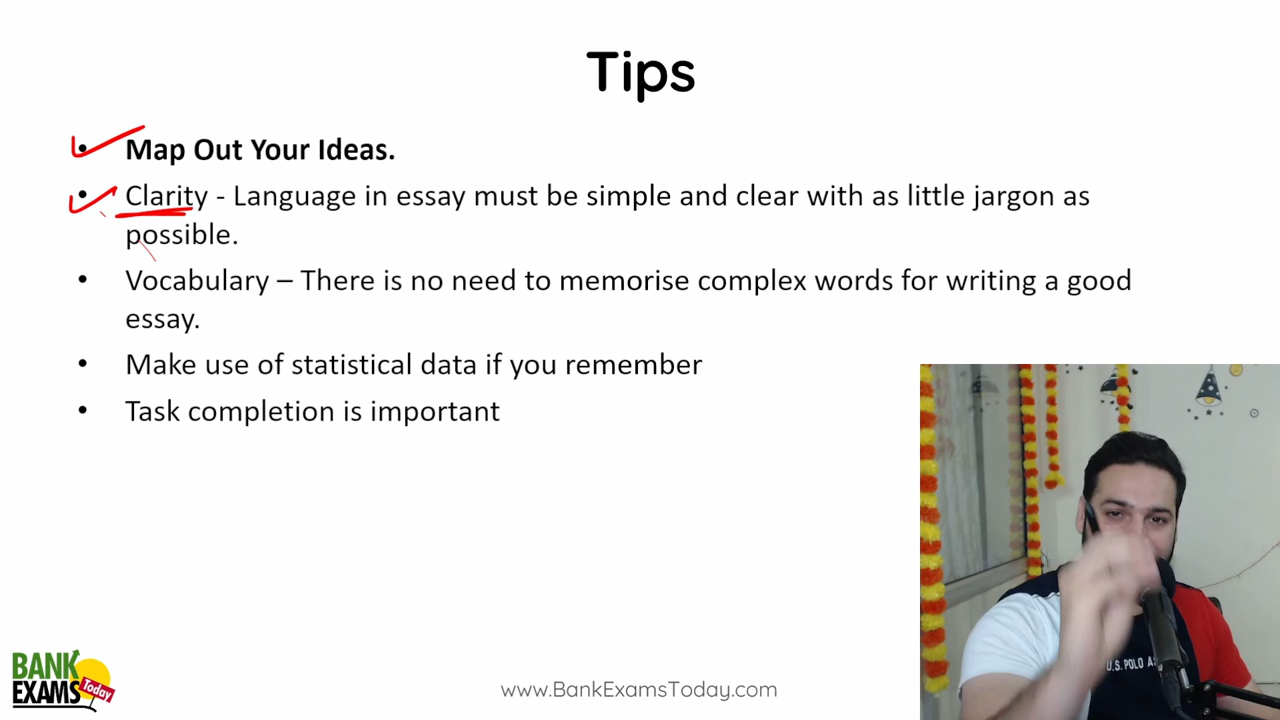 Tips
• Map Out Your Ideas.
• Clarity - Language in essay must be simple and clear with as little jargon as
possible.
• Vocabulary – There is no need to memorise complex words for writing a good
essay.
• Make use of statistical data if you remember
• Task completion is important
U.S. POLO
BANK
EXAMS
Today
www.BankExamsToday.com